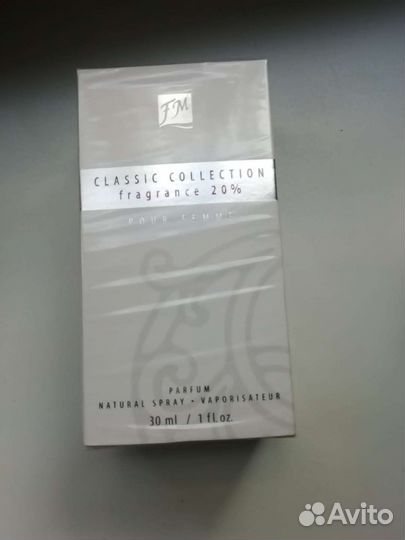 FM
CLASSIC COLLECTION
fragrance 20%
POUR FEMME
PARFUM
NATURAL SPRAY • VAPORISATEUR
30 ml / 1 fl. oz.
Avito